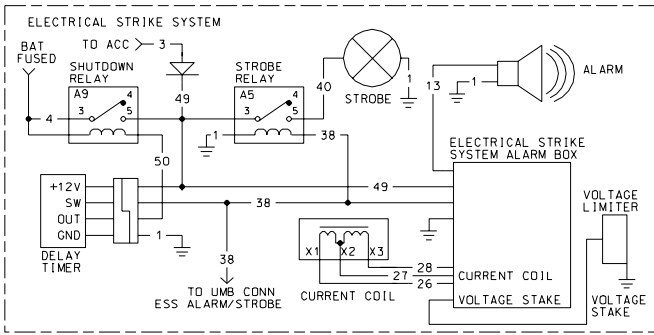 ELECTRICAL STRIKE SYSTEM
BAT
FUSED
TO ACC
3
SHUTDOWN
RELAY
STROBE
RELAY
49
40
1
STROBE
13
1
ALARM
A9
4
3
5
4
A5
4
3
5
1
38
50
ELECTRICAL STRIKE
SYSTEM ALARM BOX
+12V
SW
OUT
GND
1
DELAY
TIMER
49
38
38
TO UMB CONN
ESS ALARM/STROBE
X1
X2
X3
CURRENT COIL
28
27
26
CURRENT COIL
VOLTAGE STAKE
VOLTAGE
LIMITER
VOLTAGE
STAKE